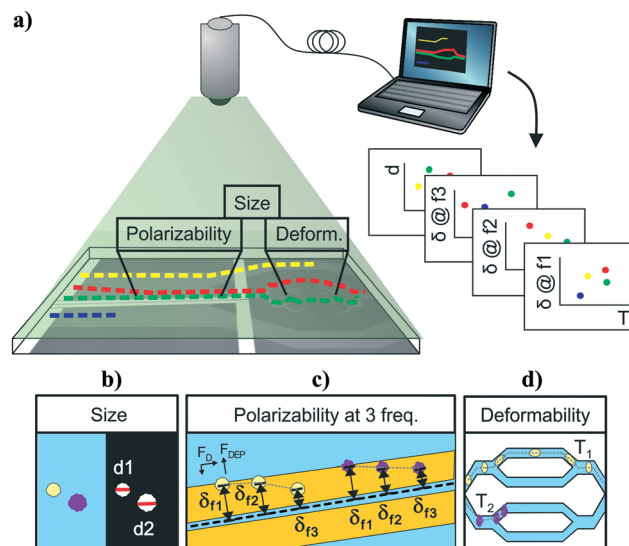 a)
Size
Polarizability
Deform.
d
δ @ f3
δ @ f2
δ @ f1
T
b)
c)
d)
Size
Polarizability at 3 freq.
Deformability
d1
d2
F_D
F_DEP
δ_f1
δ_f2
δ_f3
δ_f1
δ_f2
δ_f3
T_1
T_2